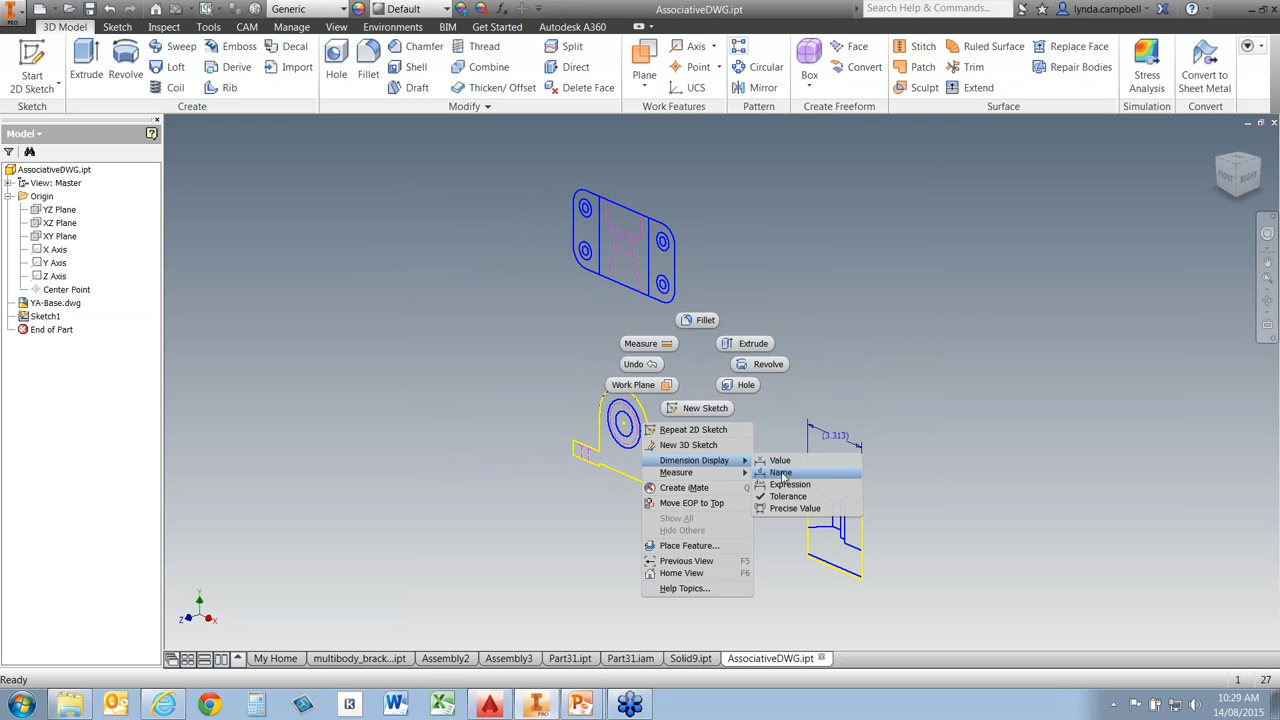 PRO
Generic
Default
AssociativeDWG.ipt
Search Help & Commands...
lynda.campbell
3D Model Sketch Inspect Tools CAM Manage View Environments BIM Get Started Autodesk A360
Start
2D Sketch
Sketch
Extrude Revolve
Sweep Emboss Decal
Loft Derive Import
Coil Rib
Create
Hole Fillet
Chamfer Thread Split
Shell Combine Direct
Draft Thicken/ Offset Delete Face
Modify
Plane
Axis
Point
UCS
Work Features
Circular
Mirror
Pattern
Box
Face
Convert
Create Freeform
Stitch Ruled Surface Replace Face
Patch Trim Repair Bodies
Sculpt Extend
Surface
Stress
Analysis
Simulation
Convert to
Sheet Metal
Convert
Model
AssociativeDWG.ipt
View: Master
Origin
YZ Plane
XZ Plane
XY Plane
X Axis
Y Axis
Z Axis
Center Point
YA-Base.dwg
Sketch1
End of Part
FRONT RIGHT
Fillet
Measure Extrude
Undo Revolve
Work Plane Hole
New Sketch
Repeat 2D Sketch
New 3D Sketch
Dimension Display
Measure
Create iMate Q
Move EOP to Top
Show All
Hide Others
Place Feature...
Previous View F5
Home View F6
Help Topics...
Value
Name
Expression
Tolerance
Precise Value
(3.313)
Y
Z X
My Home multibody_brack...ipt Assembly2 Assembly3 Part31.ipt Part31.iam Solid9.ipt AssociativeDWG.ipt
Ready
1 27
10:29 AM
14/08/2015